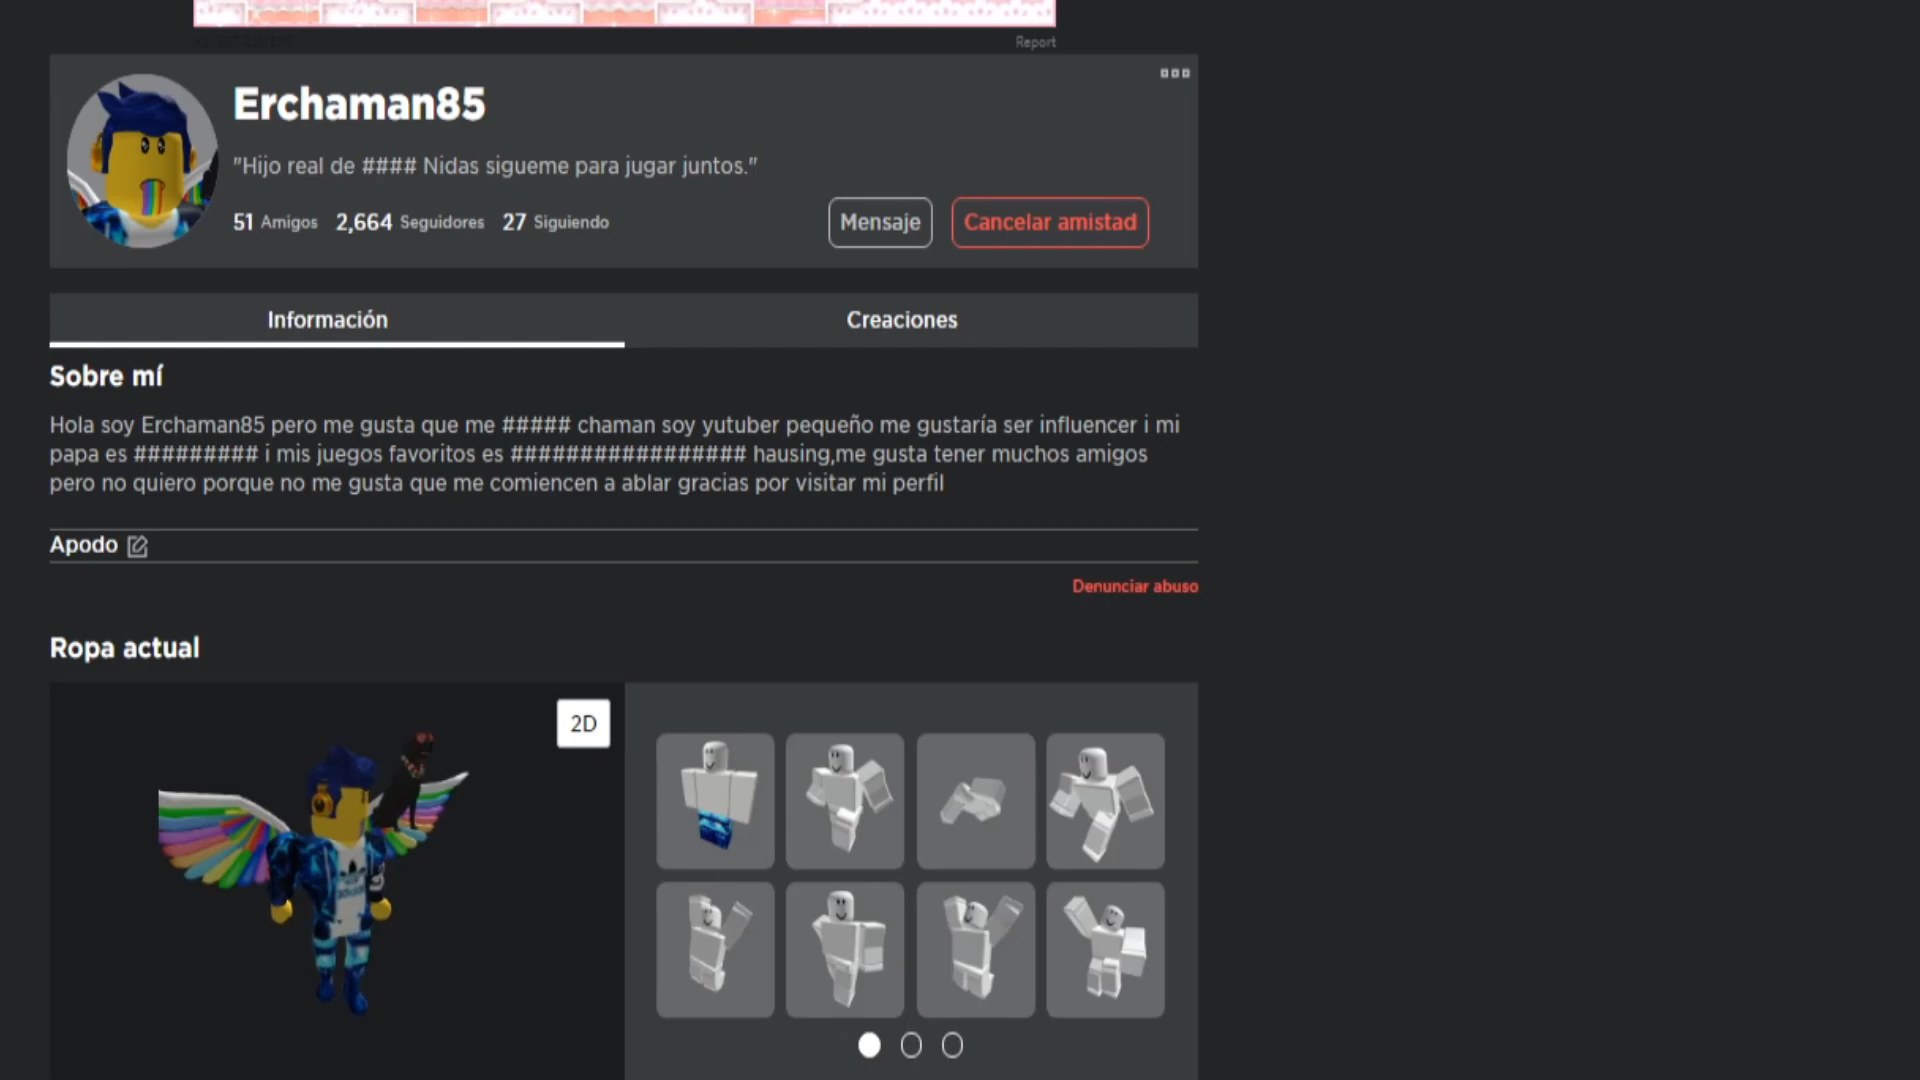 Report
Erchaman85
"Hijo real de #### Nidas sigueme para jugar juntos."
51 Amigos 2,664 Seguidores 27 Siguiendo
Mensaje
Cancelar amistad
Información
Creaciones
Sobre mí
Hola soy Erchaman85 pero me gusta que me ##### chaman soy yutuber pequeño me gustaría ser influencer i mi
papa es ######### i mis juegos favoritos es ################# hausing,me gusta tener muchos amigos
pero no quiero porque no me gusta que me comiencen a ablar gracias por visitar mi perfil
Apodo
Denunciar abuso
Ropa actual
2D
adidas